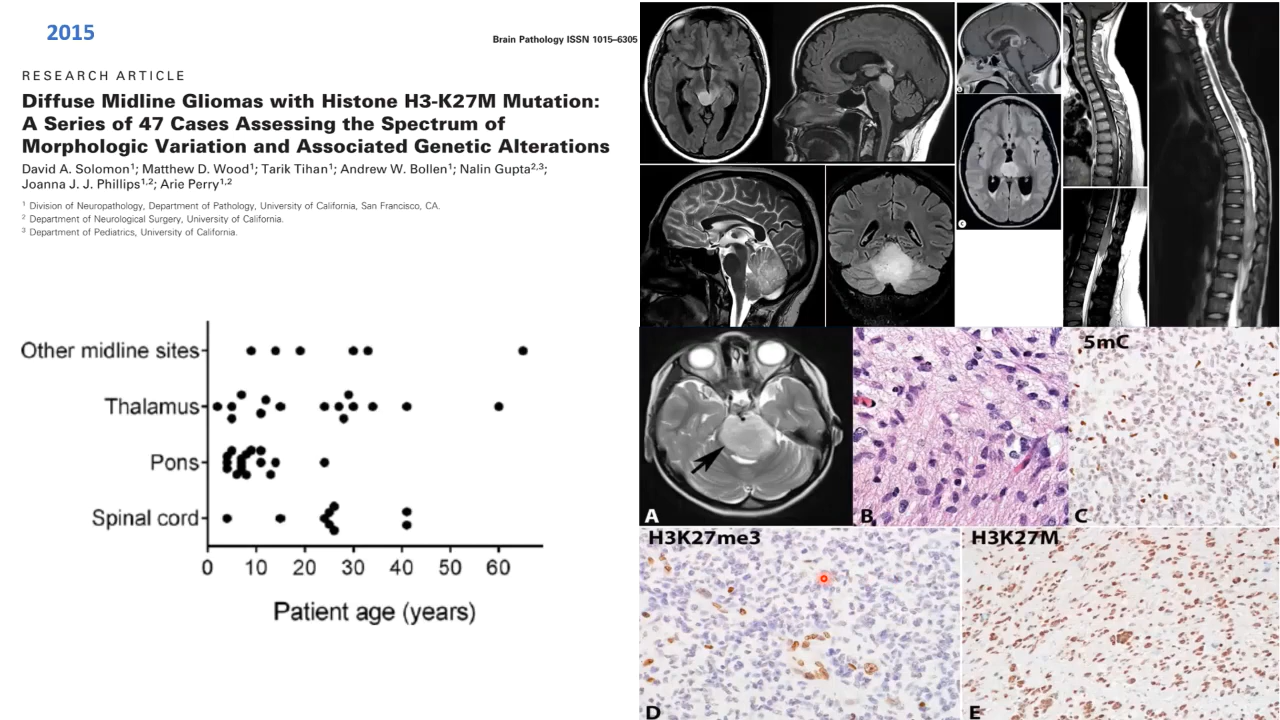 2015
Brain Pathology ISSN 1015–6305
RESEARCH ARTICLE
Diffuse Midline Gliomas with Histone H3-K27M Mutation:
A Series of 47 Cases Assessing the Spectrum of
Morphologic Variation and Associated Genetic Alterations
David A. Solomon¹; Matthew D. Wood¹; Tarik Tihan¹; Andrew W. Bollen¹; Nalin Gupta²,³;
Joanna J. J. Phillips¹,²; Arie Perry¹,²
¹ Division of Neuropathology, Department of Pathology, University of California, San Francisco, CA.
² Department of Neurological Surgery, University of California.
³ Department of Pediatrics, University of California.
Other midline sites
Thalamus
Pons
Spinal cord
0 10 20 30 40 50 60
Patient age (years)
A
B
5mC
C
H3K27me3
D
H3K27M
E